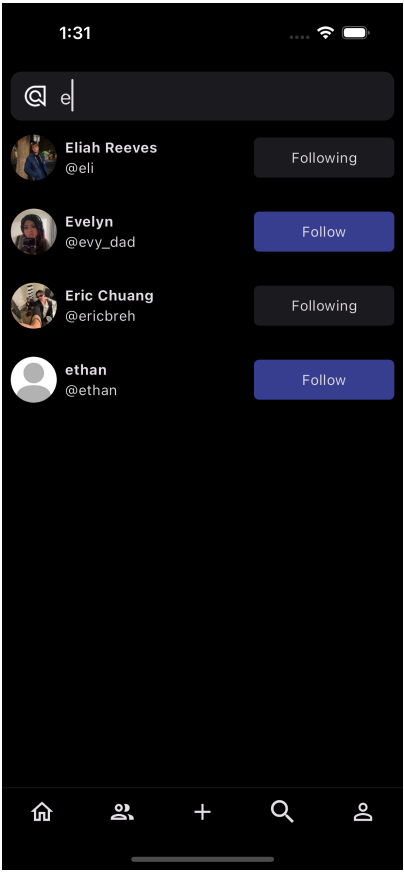 1:31
e
Eliah Reeves
@eli
Following
Evelyn
@evy_dad
Follow
Eric Chuang
@ericbreh
Following
ethan
@ethan
Follow